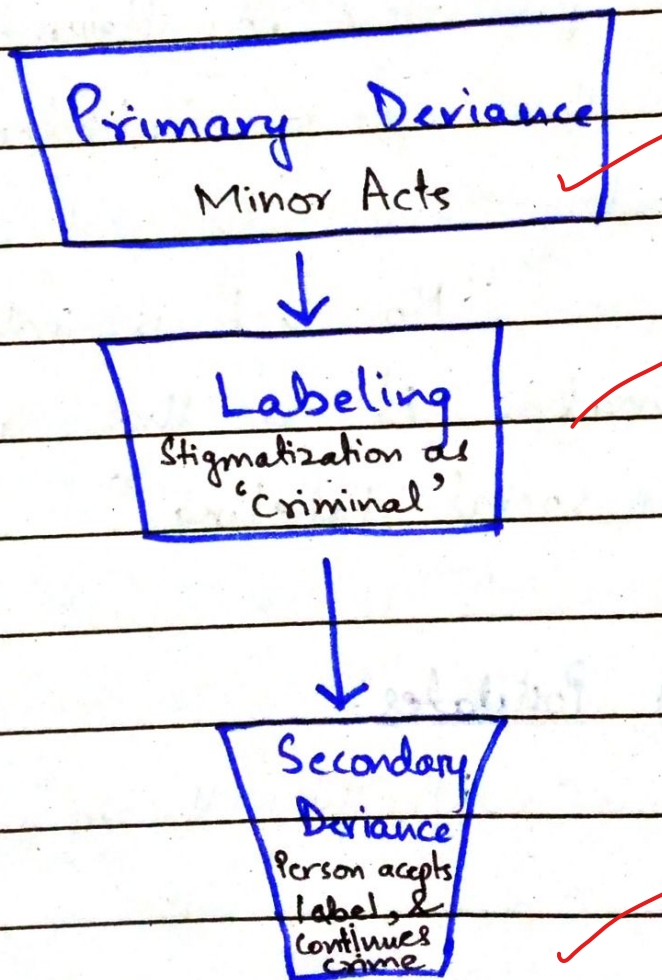 Primary Deviance
Minor Acts
Labeling
Stigmatization as
'Criminal'
Secondary
Deviance
Person acepts
label, &
continues
crime